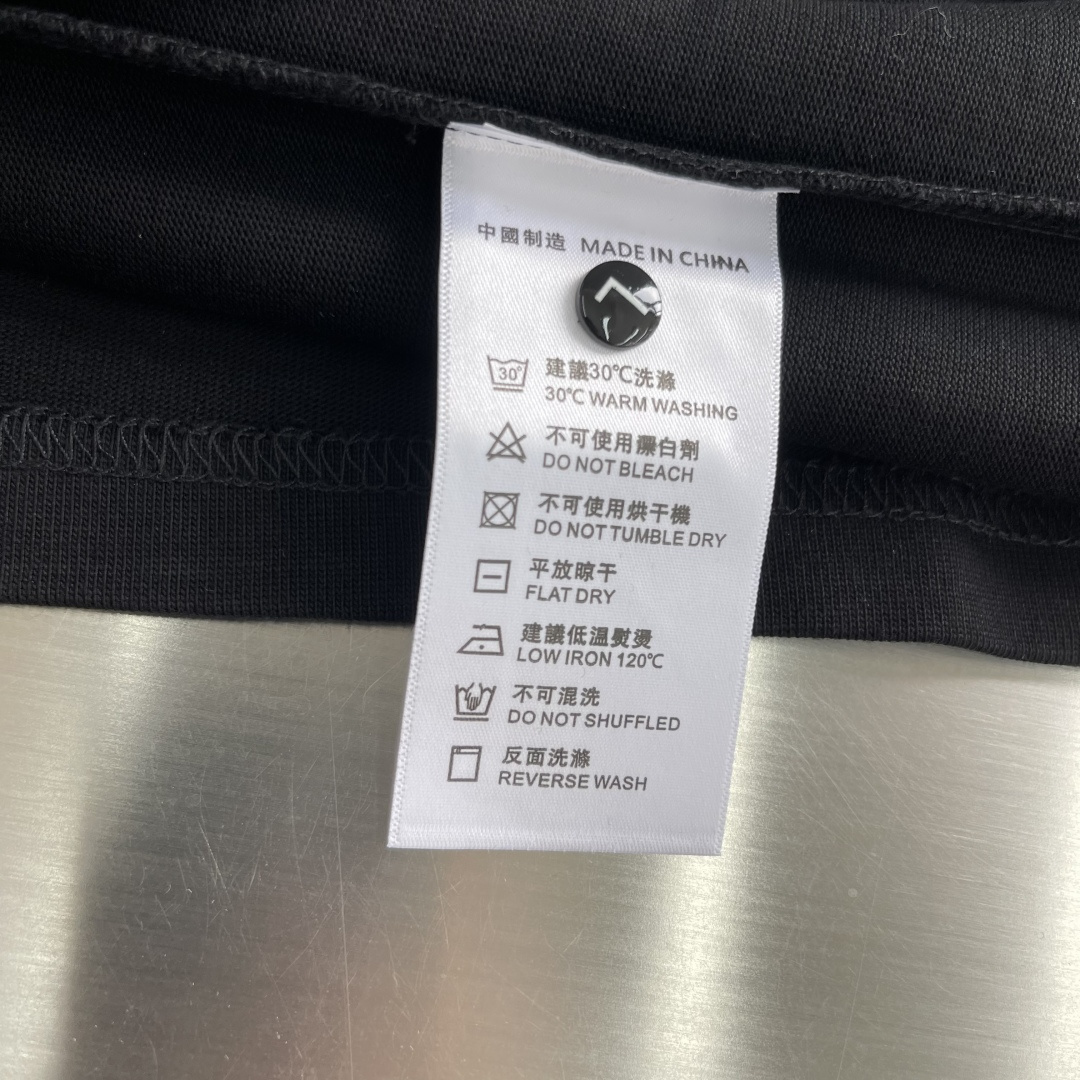 中國制造 MADE IN CHINA
30° 建議30℃洗滌
30℃ WARM WASHING
不可使用漂白劑
DO NOT BLEACH
不可使用烘干機
DO NOT TUMBLE DRY
平放晾干
FLAT DRY
建議低溫熨燙
LOW IRON 120℃
不可混洗
DO NOT SHUFFLED
反面洗滌
REVERSE WASH